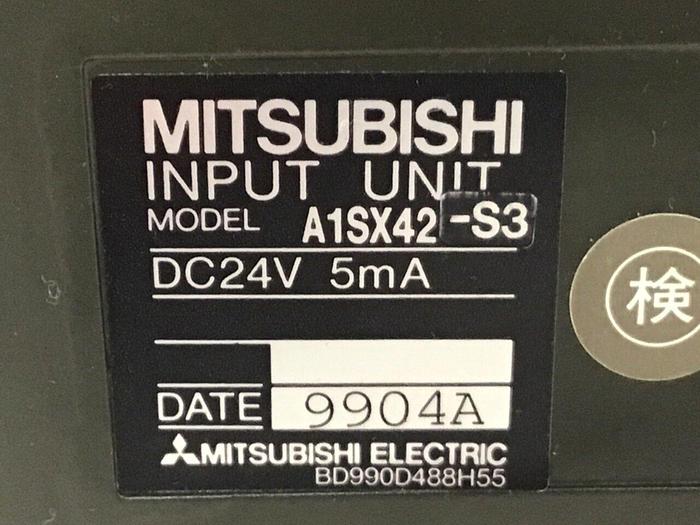 MITSUBISHI
INPUT UNIT
MODEL A1SX42-S3
DC24V 5mA
DATE 9904A
MITSUBISHI ELECTRIC
BD990D488H55
検